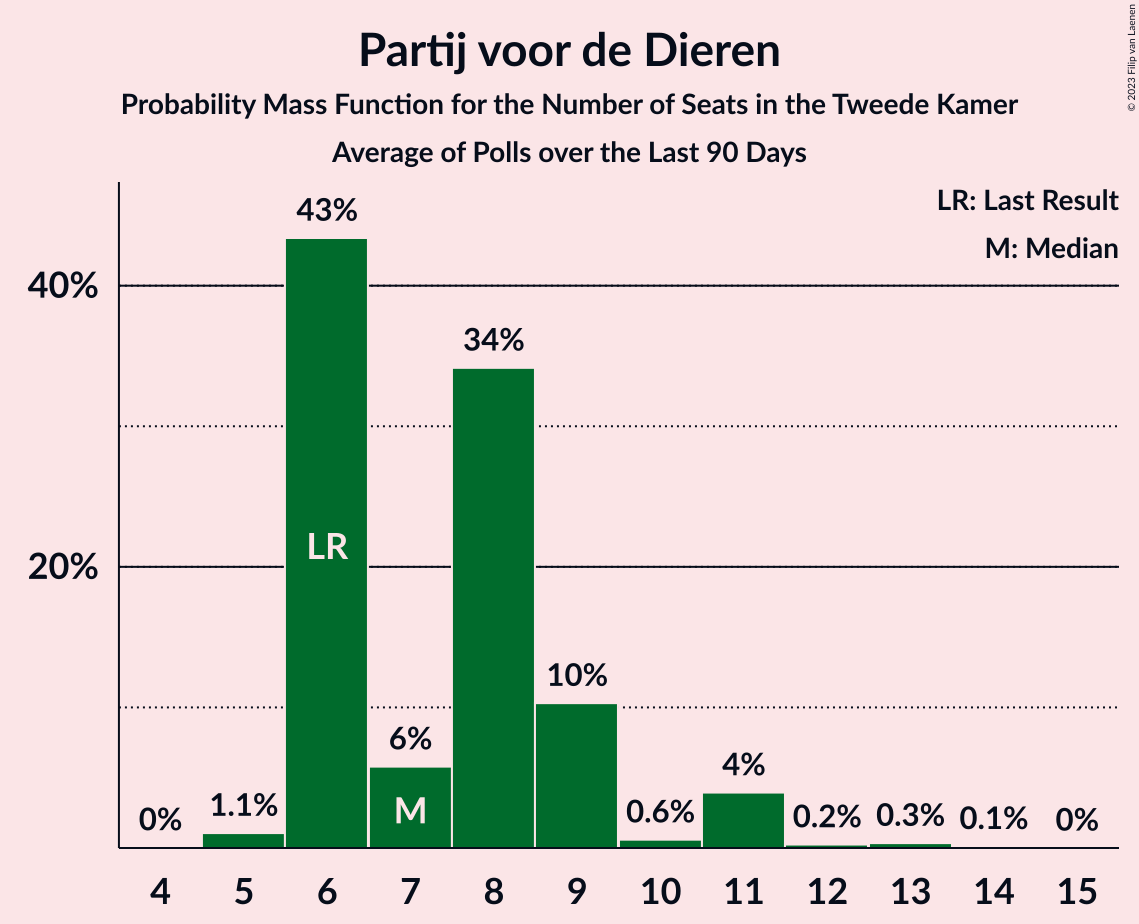 Partij voor de Dieren
Probability Mass Function for the Number of Seats in the Tweede Kamer
Average of Polls over the Last 90 Days
© 2023 Filip van Laenen
LR: Last Result
M: Median
40%
20%
0%
1.1%
43%
6%
34%
10%
0.6%
4%
0.2%
0.3%
0.1%
0%
LR
M
4 5 6 7 8 9 10 11 12 13 14 15